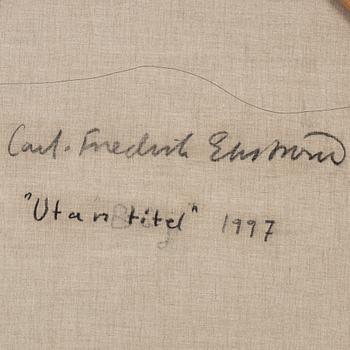 Carl-Fredrik Ekström
"Utan titel" 1997